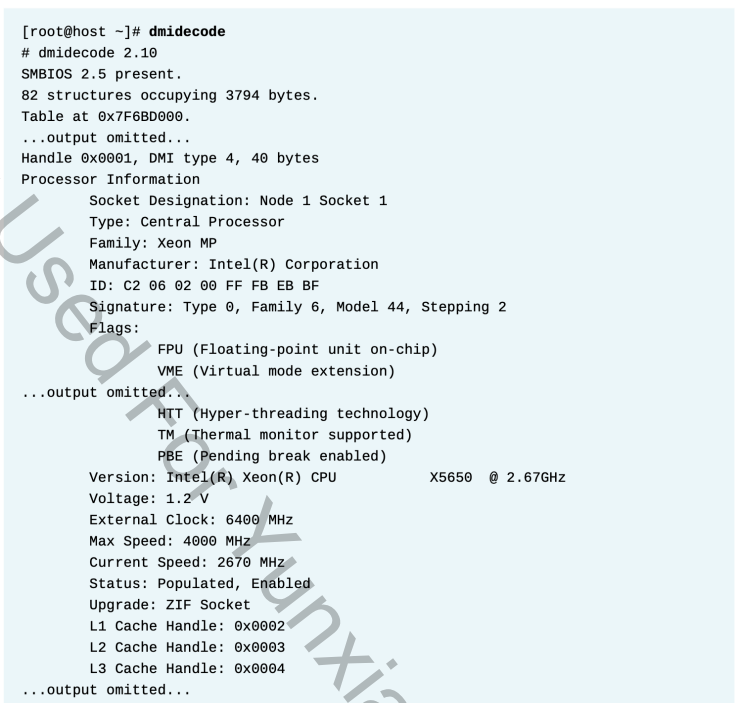 [root@host ~]# dmidecode
# dmidecode 2.10
SMBIOS 2.5 present.
82 structures occupying 3794 bytes.
Table at 0x7F6BD000.
...output omitted...
Handle 0x0001, DMI type 4, 40 bytes
Processor Information
        Socket Designation: Node 1 Socket 1
        Type: Central Processor
        Family: Xeon MP
        Manufacturer: Intel(R) Corporation
        ID: C2 06 02 00 FF FB EB BF
        Signature: Type 0, Family 6, Model 44, Stepping 2
        Flags:
                FPU (Floating-point unit on-chip)
                VME (Virtual mode extension)
...output omitted...
                HTT (Hyper-threading technology)
                TM (Thermal monitor supported)
                PBE (Pending break enabled)
        Version: Intel(R) Xeon(R) CPU           X5650  @ 2.67GHz
        Voltage: 1.2 V
        External Clock: 6400 MHz
        Max Speed: 4000 MHz
        Current Speed: 2670 MHz
        Status: Populated, Enabled
        Upgrade: ZIF Socket
        L1 Cache Handle: 0x0002
        L2 Cache Handle: 0x0003
        L3 Cache Handle: 0x0004
...output omitted...
Used For Yunxia